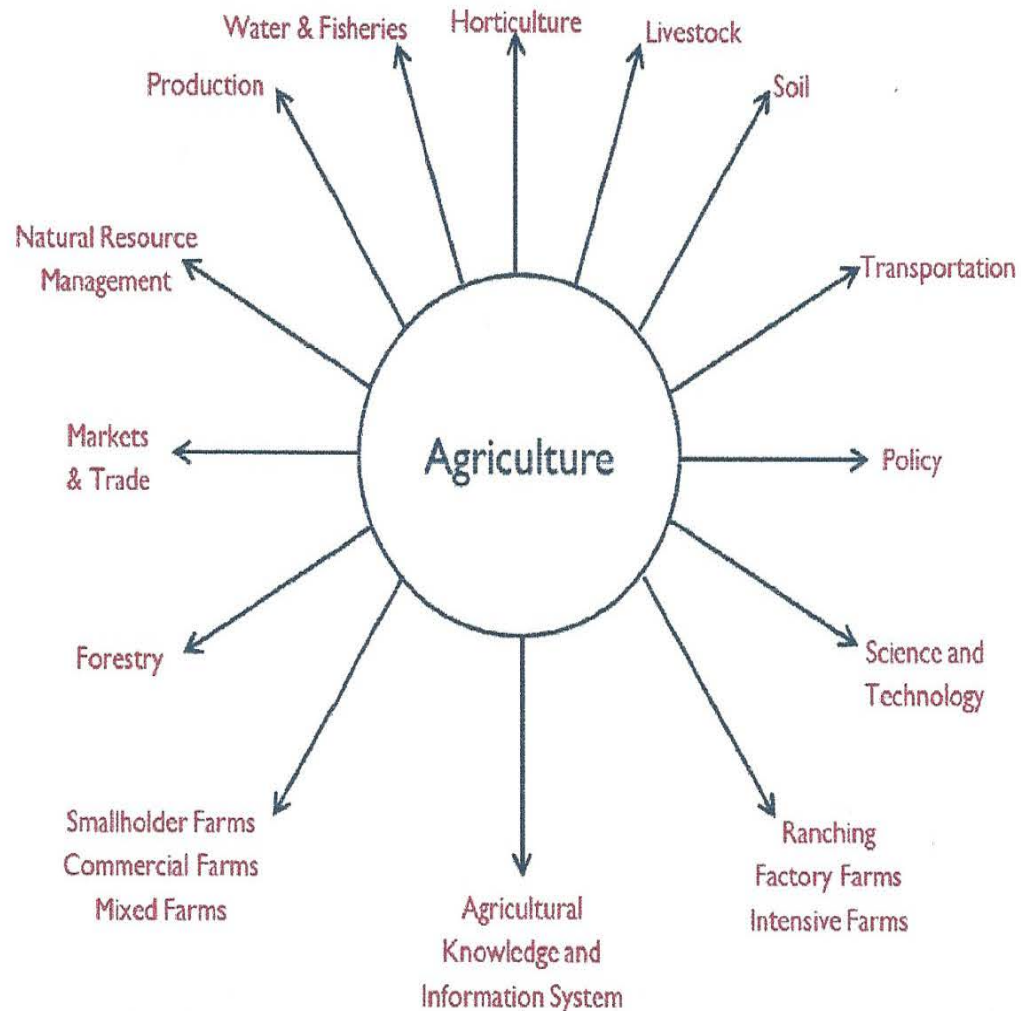 Horticulture
Water & Fisheries
Livestock
Production
Soil
Natural Resource
Management
Transportation
Markets
& Trade
Agriculture
Policy
Forestry
Science and
Technology
Smallholder Farms
Commercial Farms
Mixed Farms
Ranching
Factory Farms
Intensive Farms
Agricultural
Knowledge and
Information System